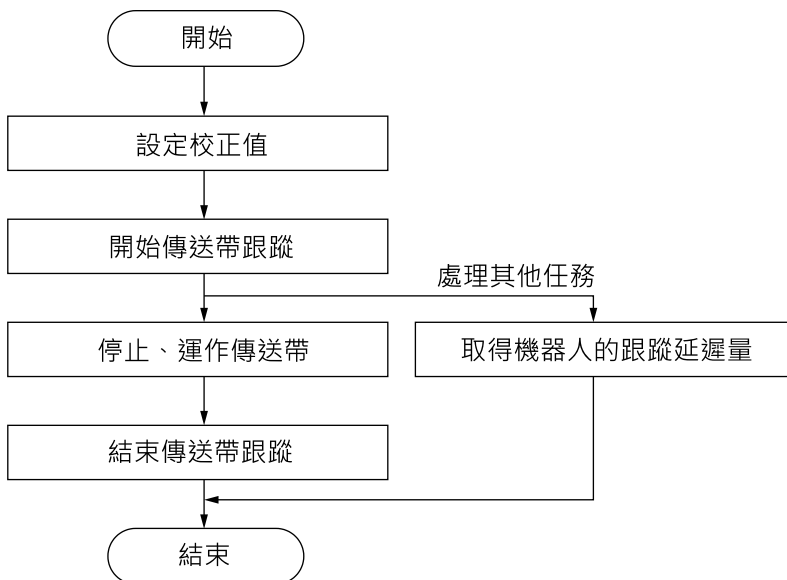 開始
設定校正值
開始傳送帶跟蹤
處理其他任務
停止、運作傳送帶
取得機器人的跟蹤延遲量
結束傳送帶跟蹤
結束